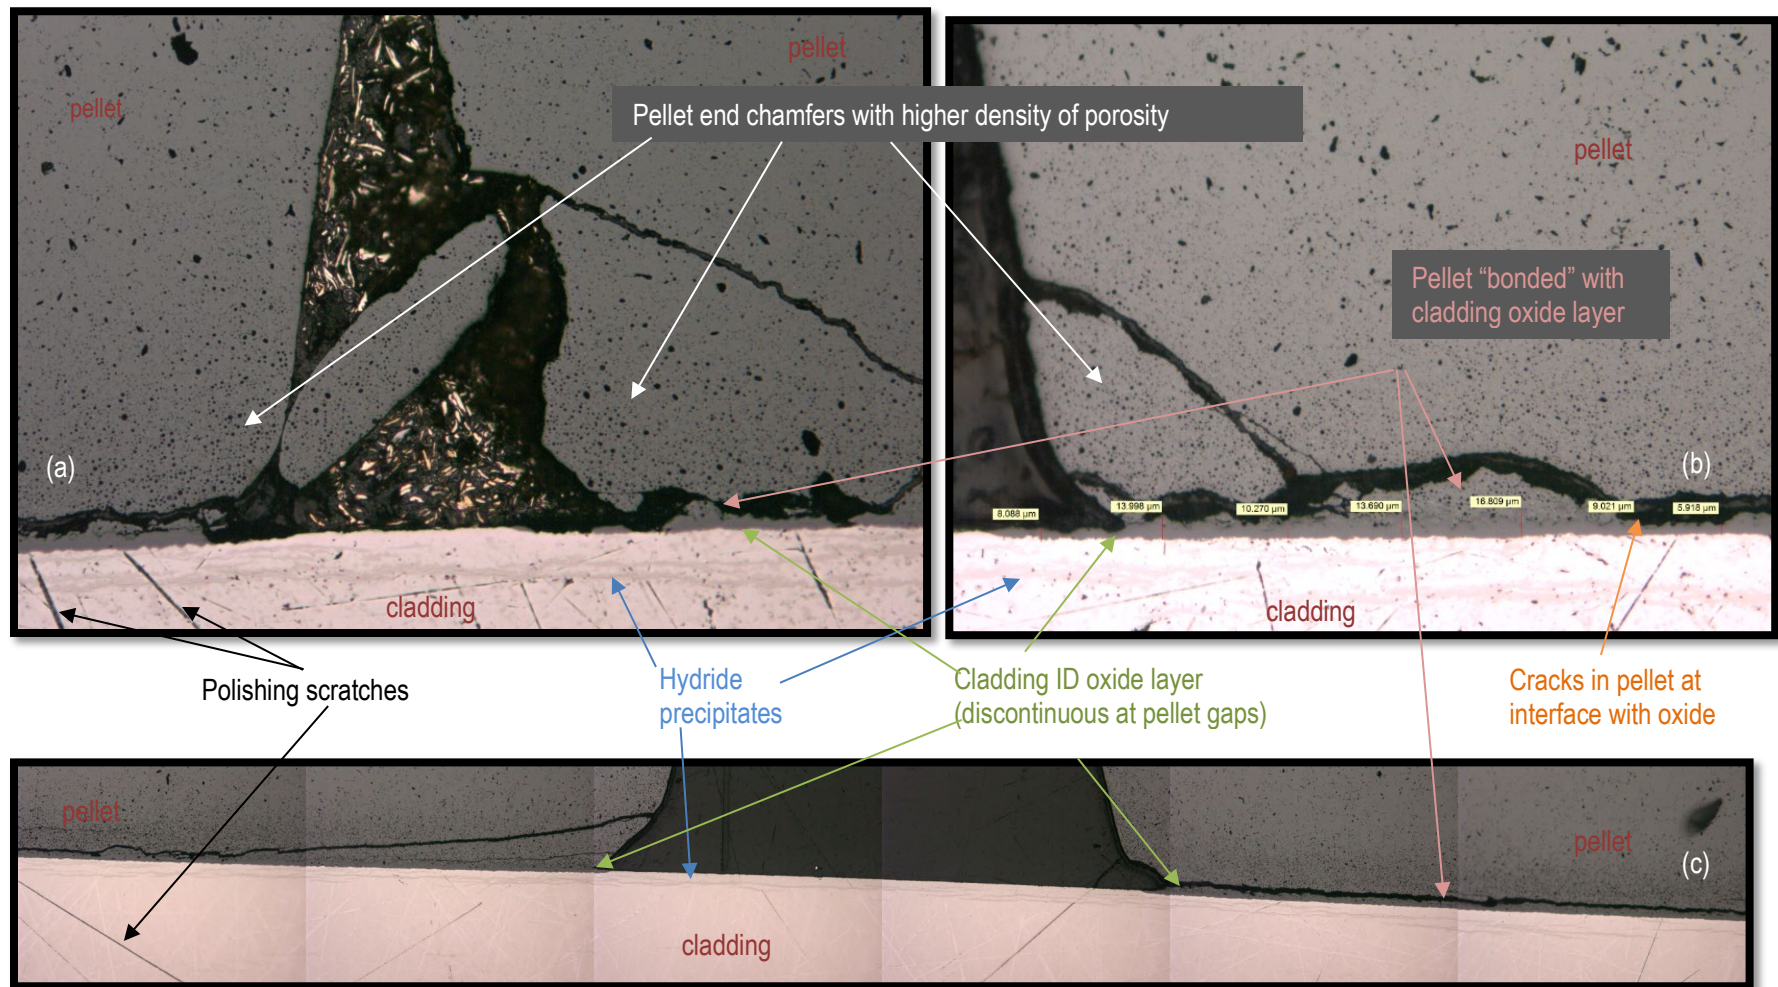 pellet
pellet
Pellet end chamfers with higher density of porosity
pellet
pellet
Pellet “bonded” with
cladding oxide layer
(a)
(b)
8.088 µm
13.998 µm
10.270 µm
13.690 µm
16.809 µm
9.021 µm
5.918 µm
cladding
cladding
Polishing scratches
Hydride
precipitates
Cladding ID oxide layer
(discontinuous at pellet gaps)
Cracks in pellet at
interface with oxide
pellet
pellet
(c)
cladding